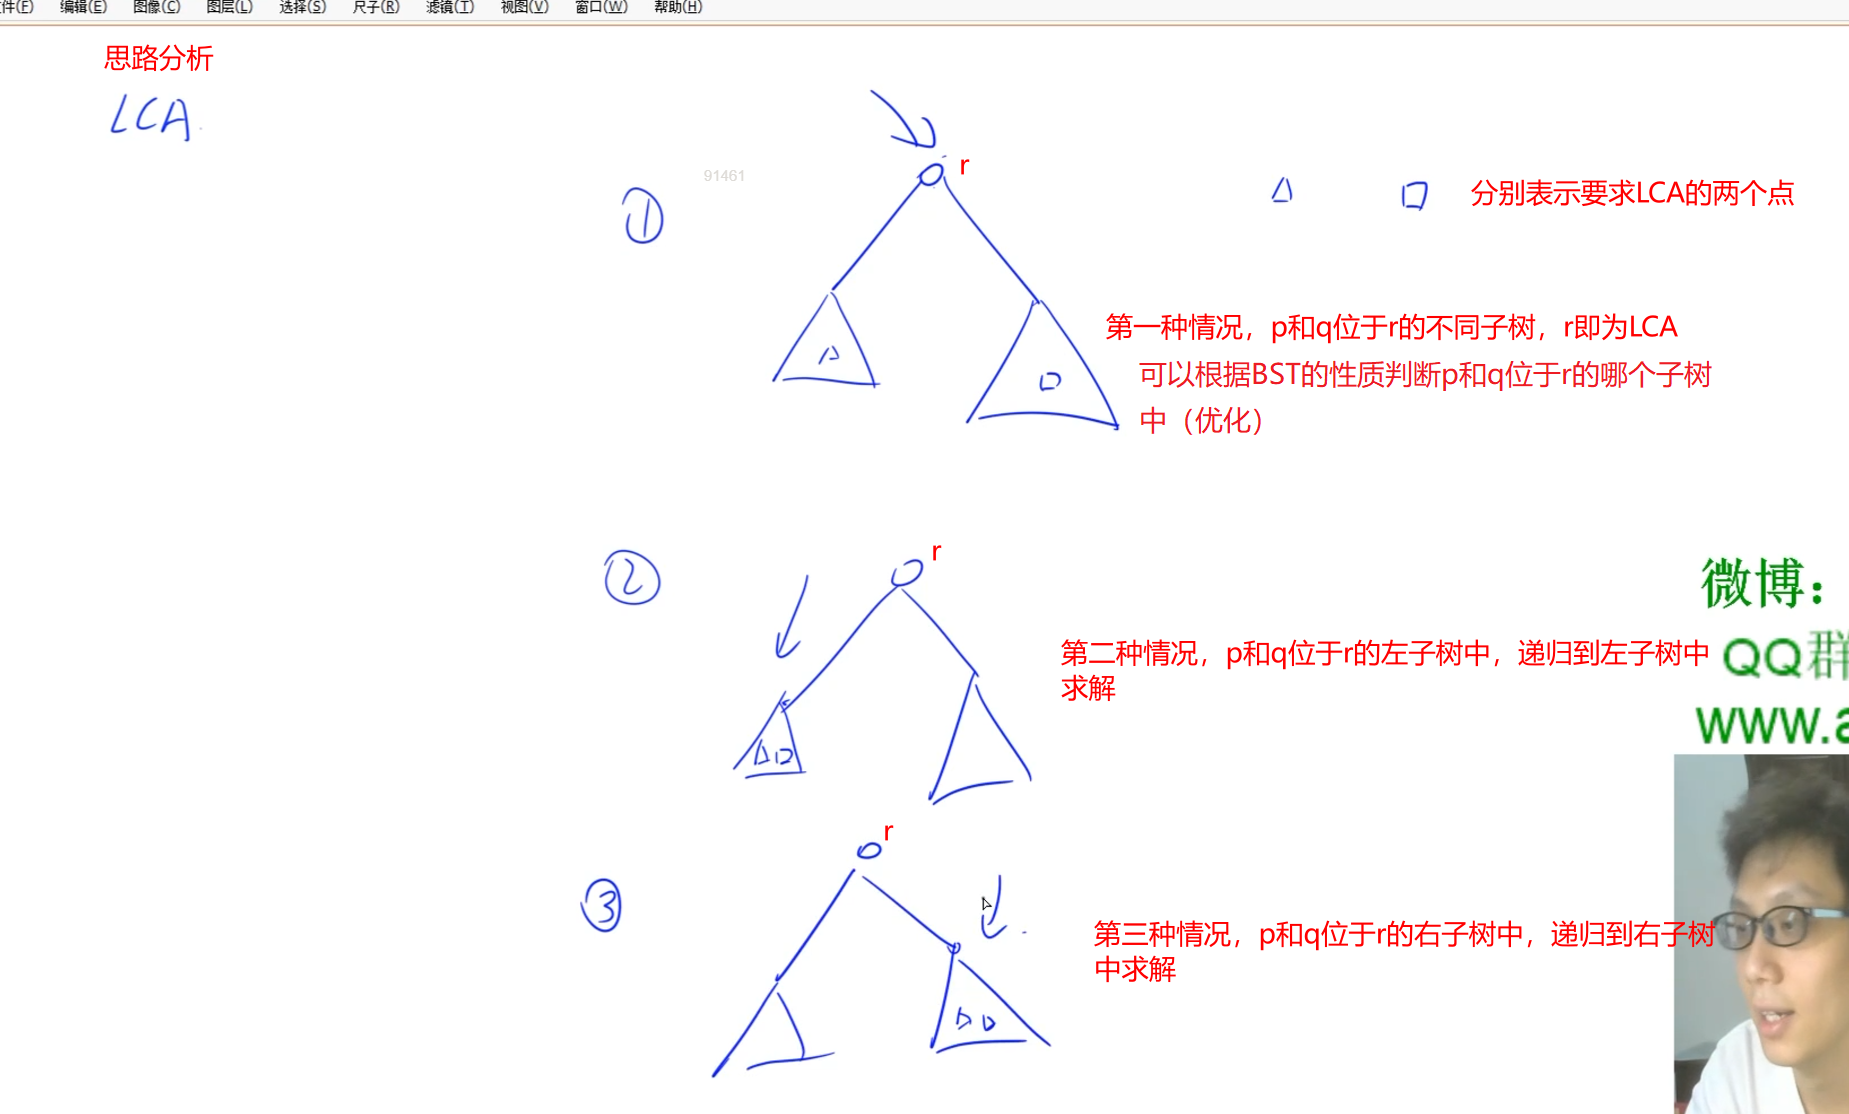 件(F) 编辑(E) 图像(C) 图层(L) 选择(S) 尺子(R) 滤镜(T) 视图(V) 窗口(W) 帮助(H)
思路分析
LCA
91461
r
①
分别表示要求LCA的两个点
第一种情况，p和q位于r的不同子树，r即为LCA
可以根据BST的性质判断p和q位于r的哪个子树
中（优化）
r
②
微博：
第二种情况，p和q位于r的左子树中，递归到左子树中
求解
QQ群
www.a
r
③
第三种情况，p和q位于r的右子树中，递归到右子树
中求解